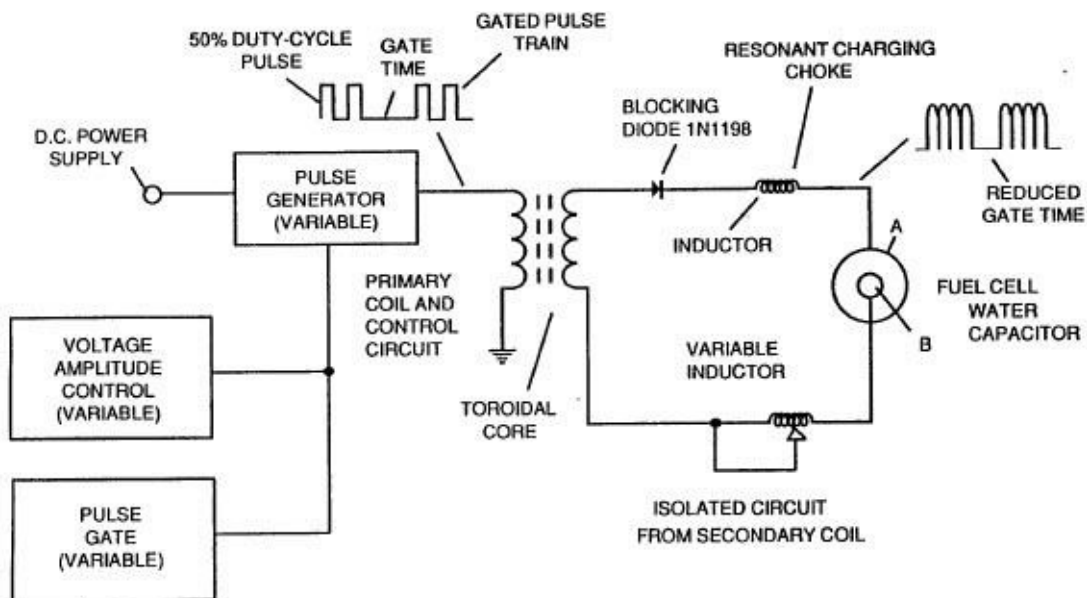 50% DUTY-CYCLE
PULSE
GATE
TIME
GATED PULSE
TRAIN
RESONANT CHARGING
CHOKE
BLOCKING
DIODE 1N1198
D.C. POWER
SUPPLY
PULSE
GENERATOR
(VARIABLE)
REDUCED
GATE TIME
INDUCTOR
A
PRIMARY
COIL AND
CONTROL
CIRCUIT
FUEL CELL
WATER
CAPACITOR
B
VOLTAGE
AMPLITUDE
CONTROL
(VARIABLE)
VARIABLE
INDUCTOR
TOROIDAL
CORE
PULSE
GATE
(VARIABLE)
ISOLATED CIRCUIT
FROM SECONDARY COIL